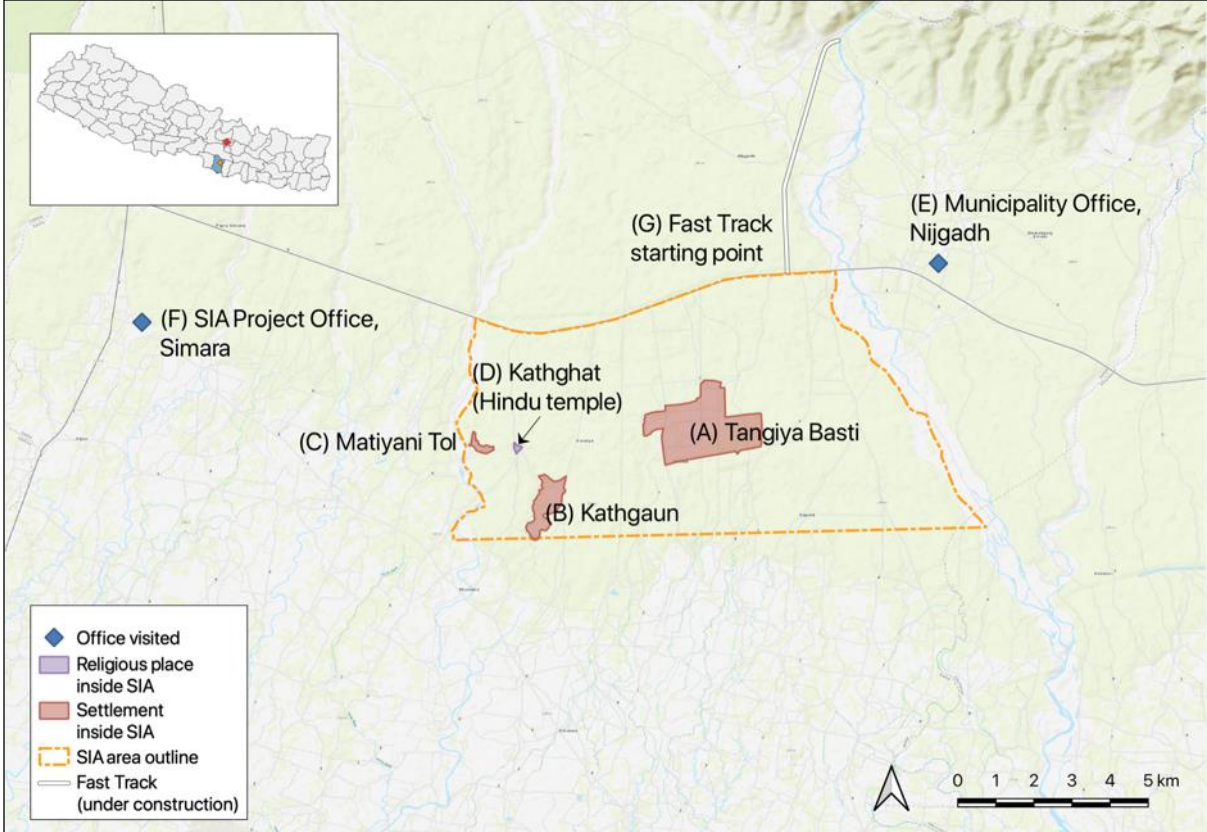 (G) Fast Track
starting point
(E) Municipality Office,
Nijgadh
(F) SIA Project Office,
Simara
(D) Kathghat
(Hindu temple)
(C) Matiyani Tol
(A) Tangiya Basti
(B) Kathgaun
Office visited
Religious place
inside SIA
Settlement
inside SIA
SIA area outline
Fast Track
(under construction)
0 1 2 3 4 5 km